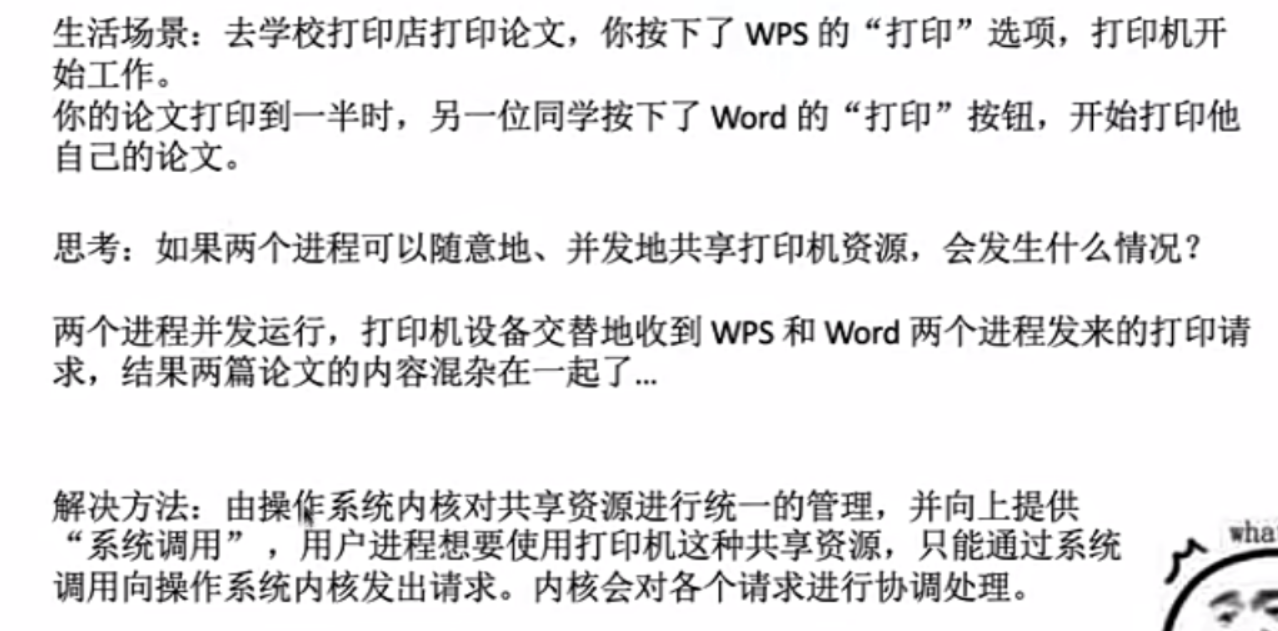 生活场景：去学校打印店打印论文，你按下了 WPS 的“打印”选项，打印机开
始工作。
你的论文打印到一半时，另一位同学按下了 Word 的“打印”按钮，开始打印他
自己的论文。
思考：如果两个进程可以随意地、并发地共享打印机资源，会发生什么情况？
两个进程并发运行，打印机设备交替地收到 WPS 和 Word 两个进程发来的打印请
求，结果两篇论文的内容混杂在一起了...
解决方法：由操作系统内核对共享资源进行统一的管理，并向上提供
“系统调用”，用户进程想要使用打印机这种共享资源，只能通过系统
调用向操作系统内核发出请求。内核会对各个请求进行协调处理。